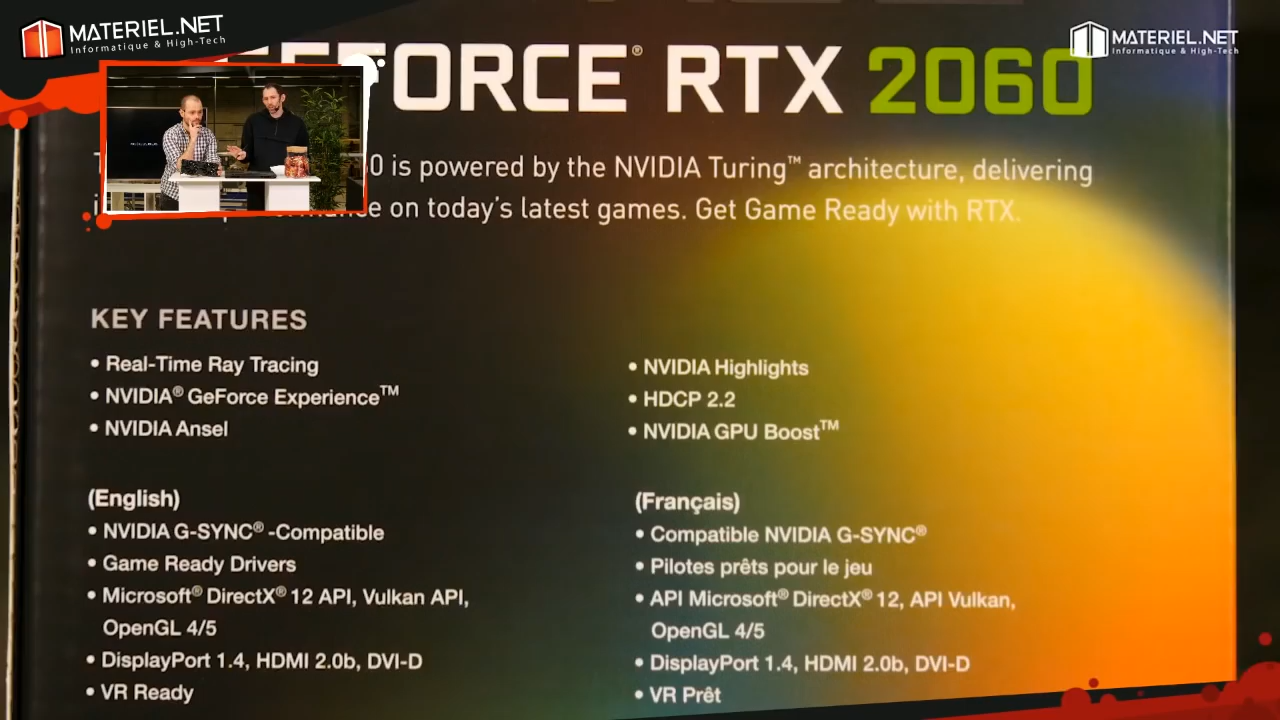 MATERIEL.NET
Informatique & High-Tech
MATERIEL.NET
Informatique & High-Tech
GEFORCE® RTX 2060
is powered by the NVIDIA Turing™ architecture, delivering
on today's latest games. Get Game Ready with RTX.
KEY FEATURES
• Real-Time Ray Tracing
• NVIDIA® GeForce Experience™
• NVIDIA Ansel
• NVIDIA Highlights
• HDCP 2.2
• NVIDIA GPU Boost™
(English)
• NVIDIA G-SYNC® -Compatible
• Game Ready Drivers
• Microsoft® DirectX® 12 API, Vulkan API,
OpenGL 4/5
• DisplayPort 1.4, HDMI 2.0b, DVI-D
• VR Ready
(Français)
• Compatible NVIDIA G-SYNC®
• Pilotes prêts pour le jeu
• API Microsoft® DirectX® 12, API Vulkan,
OpenGL 4/5
• DisplayPort 1.4, HDMI 2.0b, DVI-D
• VR Prêt